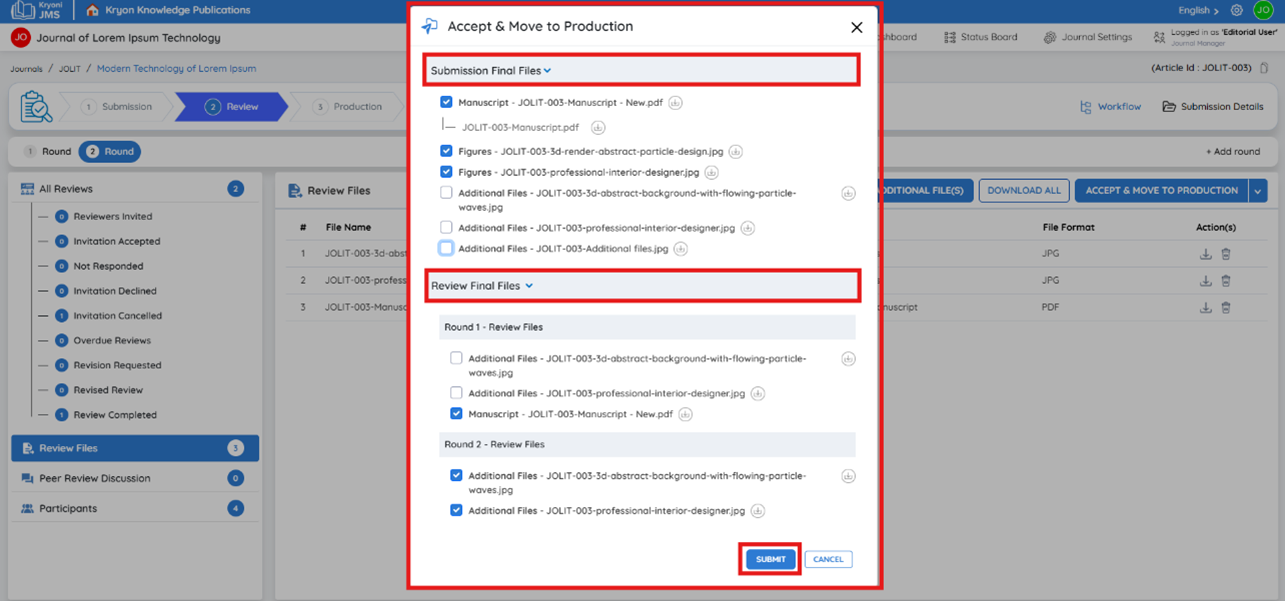 Kryoni
JMS
Kryon Knowledge Publications
English
JO
JO
Journal of Lorem Ipsum Technology
shboard
Status Board
Journal Settings
Logged in as 'Editorial User'
Journal Manager
Journals / JOLIT / Modern Technology of Lorem Ipsum
(Article Id : JOLIT-003)
1 Submission
2 Review
3 Production
Workflow
Submission Details
1 Round
2 Round
+ Add round
All Reviews 2
0 Reviewers Invited
0 Invitation Accepted
0 Not Responded
0 Invitation Declined
1 Invitation Cancelled
0 Overdue Reviews
0 Revision Requested
0 Revised Review
1 Review Completed
Review Files 3
Peer Review Discussion 0
Participants 4
Review Files
DDITIONAL FILE(S)
DOWNLOAD ALL
ACCEPT & MOVE TO PRODUCTION
# File Name File Format Action(s)
1 JOLIT-003-3d-abst JPG
2 JOLIT-003-profess JPG
3 JOLIT-003-Manusc nuscript PDF
Accept & Move to Production
Submission Final Files
Manuscript - JOLIT-003-Manuscript - New.pdf
JOLIT-003-Manuscript.pdf
Figures - JOLIT-003-3d-render-abstract-particle-design.jpg
Figures - JOLIT-003-professional-interior-designer.jpg
Additional Files - JOLIT-003-3d-abstract-background-with-flowing-particle-
waves.jpg
Additional Files - JOLIT-003-professional-interior-designer.jpg
Additional Files - JOLIT-003-Additional files.jpg
Review Final Files
Round 1 - Review Files
Additional Files - JOLIT-003-3d-abstract-background-with-flowing-particle-
waves.jpg
Additional Files - JOLIT-003-professional-interior-designer.jpg
Manuscript - JOLIT-003-Manuscript - New.pdf
Round 2 - Review Files
Additional Files - JOLIT-003-3d-abstract-background-with-flowing-particle-
waves.jpg
Additional Files - JOLIT-003-professional-interior-designer.jpg
SUBMIT
CANCEL